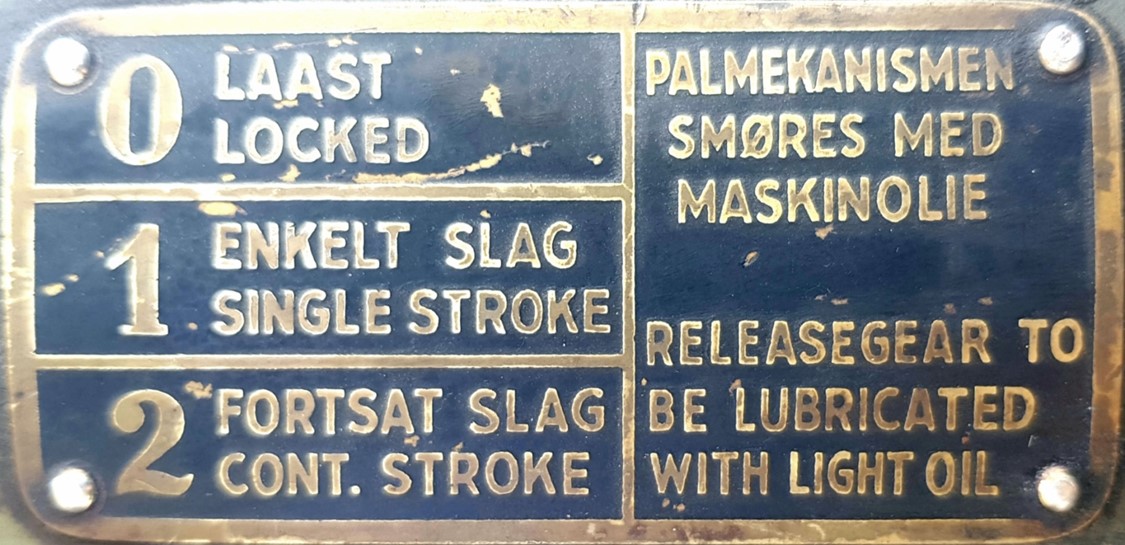 0
LAAST
LOCKED
1
ENKELT SLAG
SINGLE STROKE
2
FORTSAT SLAG
CONT. STROKE
PALMEKANISMEN
SMØRES MED
MASKINOLIE
RELEASEGEAR TO
BE LUBRICATED
WITH LIGHT OIL